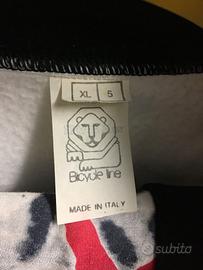 XL 5
Bicycle line
MADE IN ITALY
subito